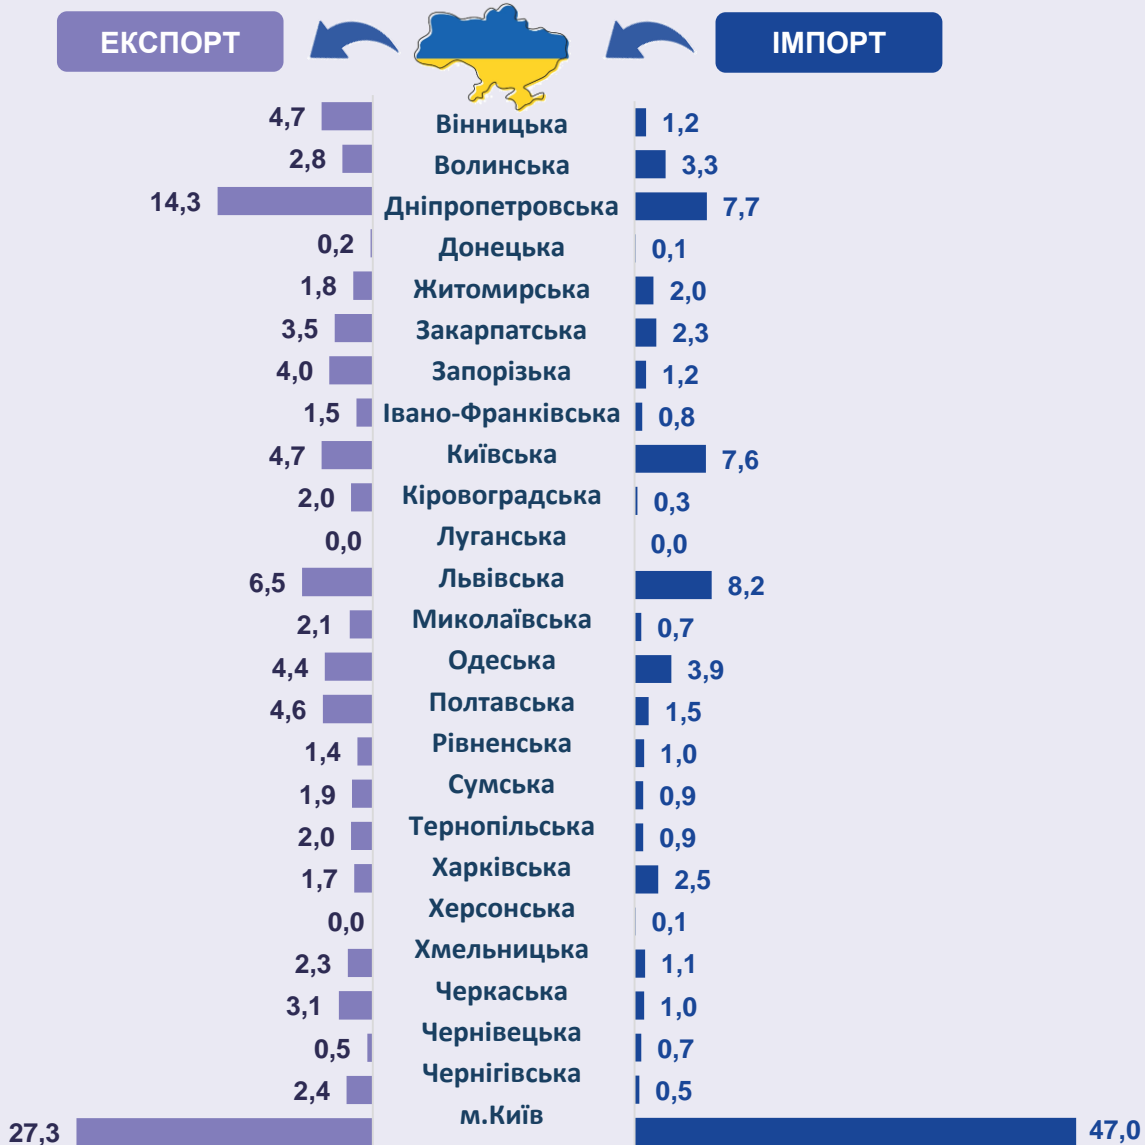 ЕКСПОРТ ІМПОРТ
4,7 Вінницька 1,2
2,8 Волинська 3,3
14,3 Дніпропетровська 7,7
0,2 Донецька 0,1
1,8 Житомирська 2,0
3,5 Закарпатська 2,3
4,0 Запорізька 1,2
1,5 Івано-Франківська 0,8
4,7 Київська 7,6
2,0 Кіровоградська 0,3
0,0 Луганська 0,0
6,5 Львівська 8,2
2,1 Миколаївська 0,7
4,4 Одеська 3,9
4,6 Полтавська 1,5
1,4 Рівненська 1,0
1,9 Сумська 0,9
2,0 Тернопільська 0,9
1,7 Харківська 2,5
0,0 Херсонська 0,1
2,3 Хмельницька 1,1
3,1 Черкаська 1,0
0,5 Чернівецька 0,7
2,4 Чернігівська 0,5
27,3 м.Київ 47,0